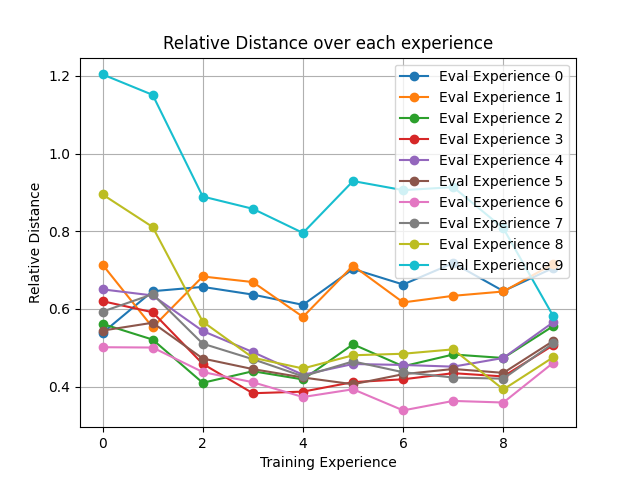 Relative Distance over each experience
Relative Distance
1.2
1.0
0.8
0.6
0.4
Eval Experience 0
Eval Experience 1
Eval Experience 2
Eval Experience 3
Eval Experience 4
Eval Experience 5
Eval Experience 6
Eval Experience 7
Eval Experience 8
Eval Experience 9
0 2 4 6 8
Training Experience